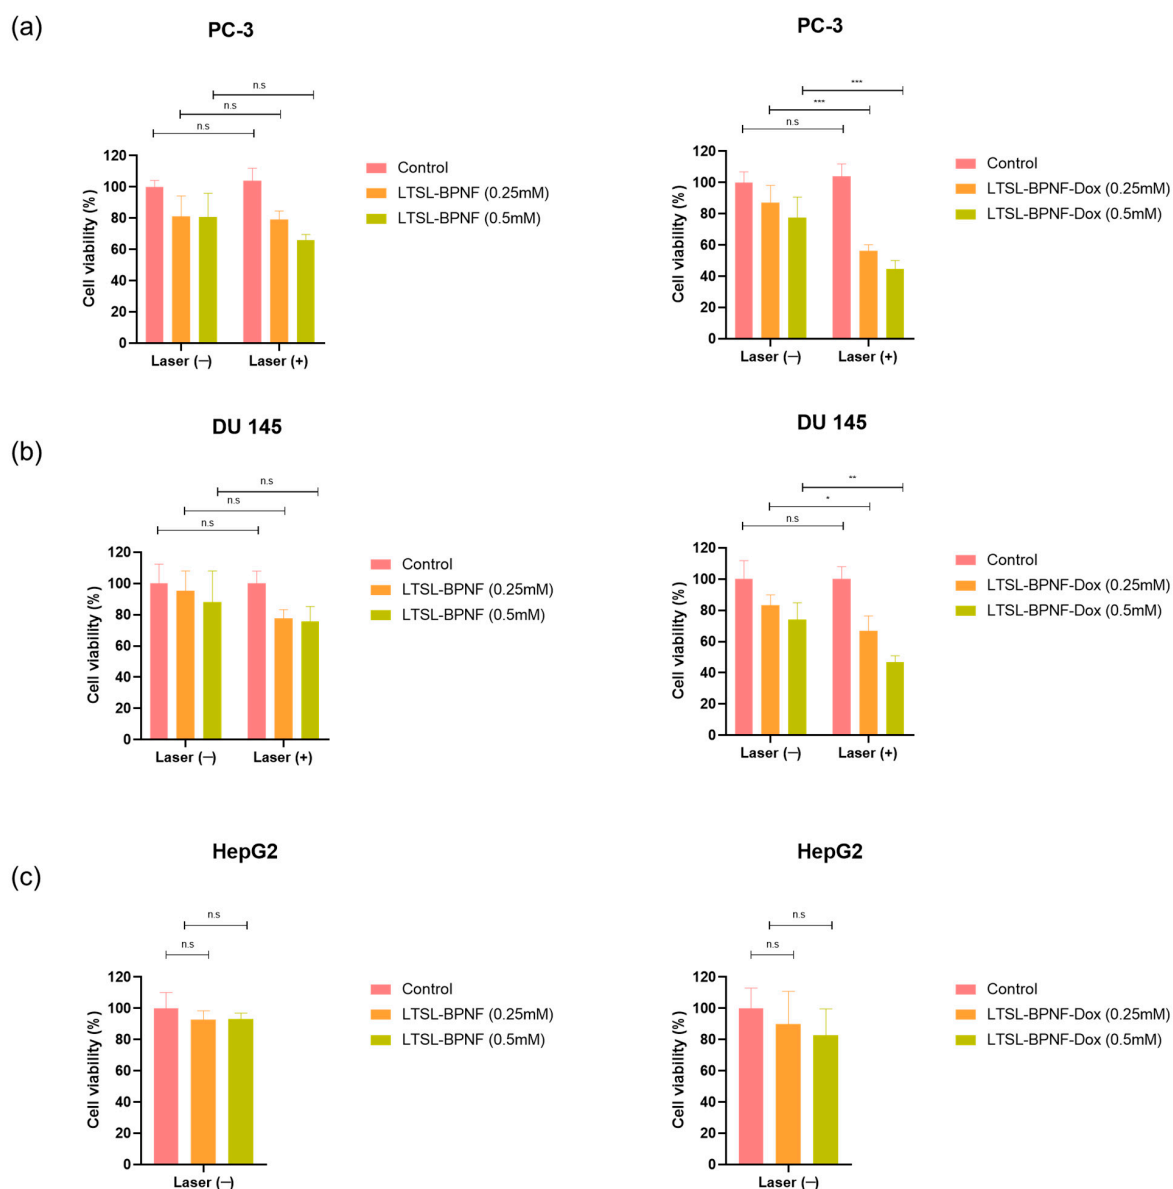 (a)
PC-3
n.s
n.s
n.s
Cell viability (%)
120
100
80
60
40
20
0
Laser (–)
Laser (+)
Control
LTSL-BPNF (0.25mM)
LTSL-BPNF (0.5mM)
PC-3
***
***
n.s
Cell viability (%)
120
100
80
60
40
20
0
Laser (–)
Laser (+)
Control
LTSL-BPNF-Dox (0.25mM)
LTSL-BPNF-Dox (0.5mM)
(b)
DU 145
n.s
n.s
n.s
Cell viability (%)
120
100
80
60
40
20
0
Laser (–)
Laser (+)
Control
LTSL-BPNF (0.25mM)
LTSL-BPNF (0.5mM)
DU 145
**
*
n.s
Cell viability (%)
120
100
80
60
40
20
0
Laser (–)
Laser (+)
Control
LTSL-BPNF-Dox (0.25mM)
LTSL-BPNF-Dox (0.5mM)
(c)
HepG2
n.s
n.s
Cell viability (%)
120
100
80
60
40
20
0
Laser (–)
Control
LTSL-BPNF (0.25mM)
LTSL-BPNF (0.5mM)
HepG2
n.s
n.s
Cell viability (%)
120
100
80
60
40
20
0
Laser (–)
Control
LTSL-BPNF-Dox (0.25mM)
LTSL-BPNF-Dox (0.5mM)